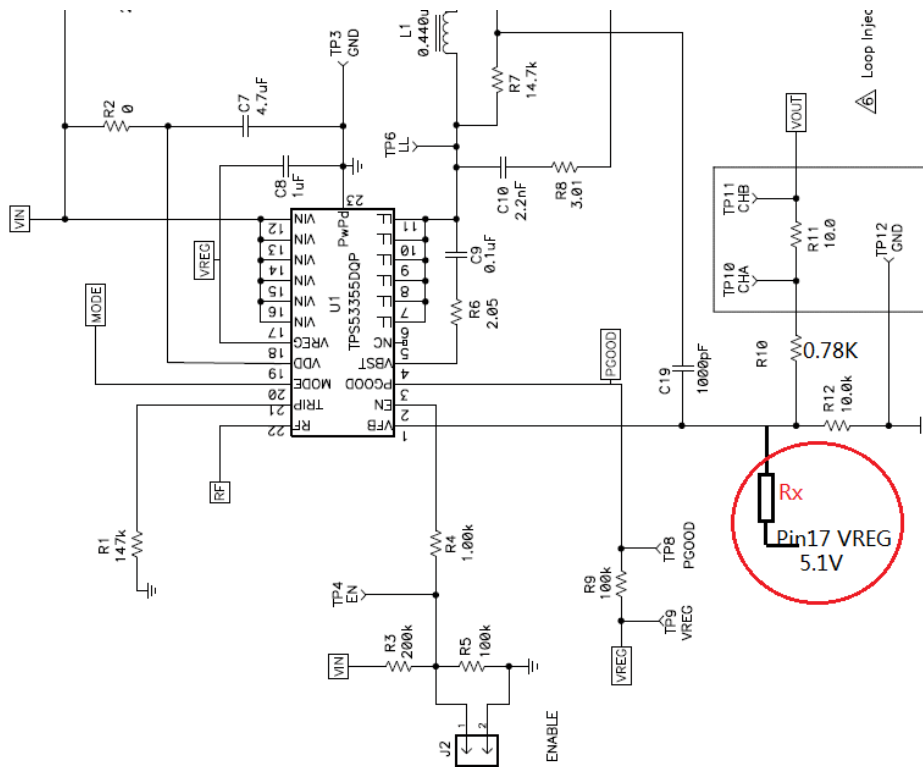 TP3
GND
L1
0.440u
R7
14.7k
Loop Injec
6
R2
0
C7
4.7uF
VOUT
TP6
LL
C8
1uF
C10
2.2nF
R8
3.01
TP11
CHB
R11
10.0
TP12
GND
TP10
CHA
VIN
VREG
MODE
23
PwPd
U1
TPS53355DQP
VIN
12
VIN
13
VIN
14
VIN
15
VIN
16
VREG
17
VDD
18
MODE
19
TRIP
20
RF
21
22
LL
11
LL
10
LL
9
LL
8
LL
7
NC
6
VBST
5
PGOOD
4
EN
3
VFB
2
1
C9
0.1uF
R6
2.05
PGOOD
C19
1000pF
R10
0.78K
R12
10.0k
RF
R1
147k
R4
1.00k
Rx
Pin17 VREG
5.1V
TP8
PGOOD
R9
100k
TP9
VREG
VREG
TP4
EN
VIN
R3
200k
R5
100k
1
2
J2
ENABLE